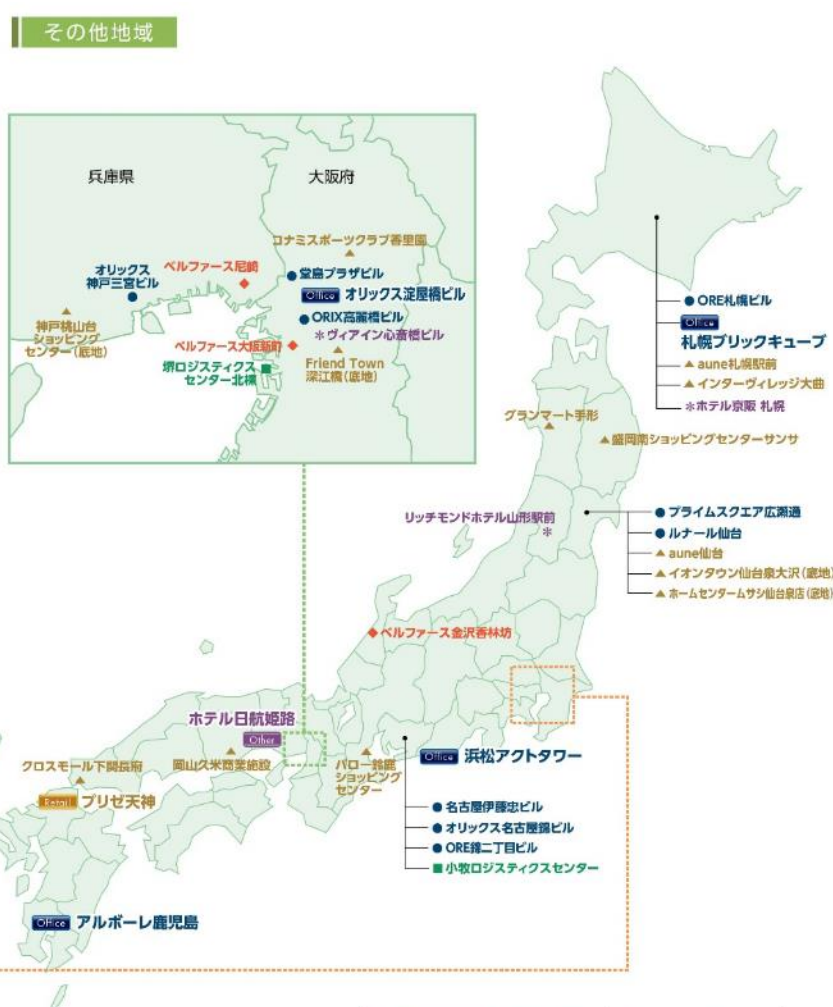 その他地域
兵庫県
大阪府
コナミスポーツクラブ香里園
オリックス
神戸三宮ビル
ベルファース尼崎
堂島プラザビル
Office オリックス淀屋橋ビル
ORIX高麗橋ビル
*ヴィアイン心斎橋ビル
神戸桃山台
ショッピング
センター(底地)
ベルファース大阪新町
堺ロジスティクス
センター北棟
Friend Town
深江橋(底地)
ORE札幌ビル
Office
札幌ブリックキューブ
aune札幌駅前
インターヴィレッジ大曲
*ホテル京阪 札幌
グランマート手形
盛岡南ショッピングセンターサンサ
リッチモンドホテル山形駅前
*
プライムスクエア広瀬通
ルナール仙台
aune仙台
イオンタウン仙台泉大沢(底地)
ホームセンタームサシ仙台泉店(底地)
ベルファース金沢香林坊
ホテル日航姫路
Other
クロスモール下関長府
岡山久米商業施設
バロー鈴鹿
ショッピング
センター
Office 浜松アクトタワー
Retail プリゼ天神
名古屋伊藤忠ビル
オリックス名古屋錦ビル
ORE錦二丁目ビル
小牧ロジスティクスセンター
Office アルボーレ鹿児島